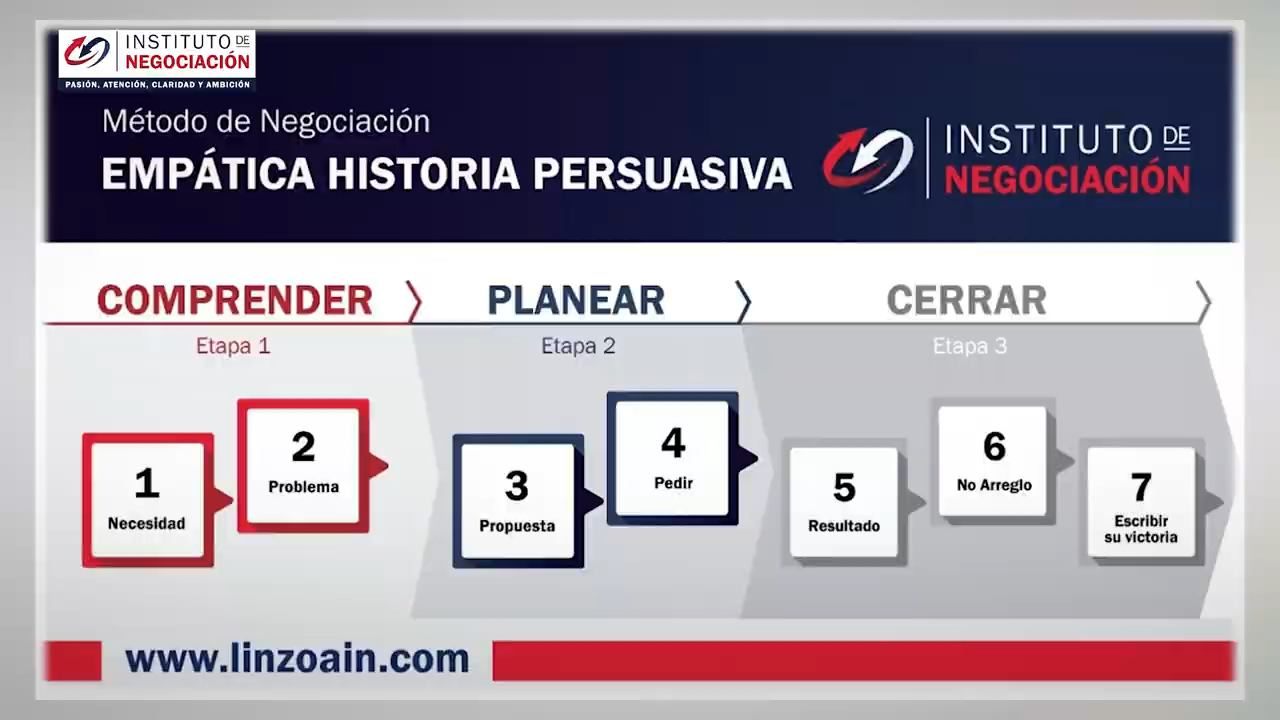 INSTITUTO DE
NEGOCIACIÓN
PASIÓN, ATENCIÓN, CLARIDAD Y AMBICIÓN
Método de Negociación
EMPÁTICA HISTORIA PERSUASIVA
INSTITUTO DE
NEGOCIACIÓN
COMPRENDER
PLANEAR
CERRAR
Etapa 1
Etapa 2
Etapa 3
1
Necesidad
2
Problema
3
Propuesta
4
Pedir
5
Resultado
6
No Arreglo
7
Escribir
su victoria
www.linzoain.com